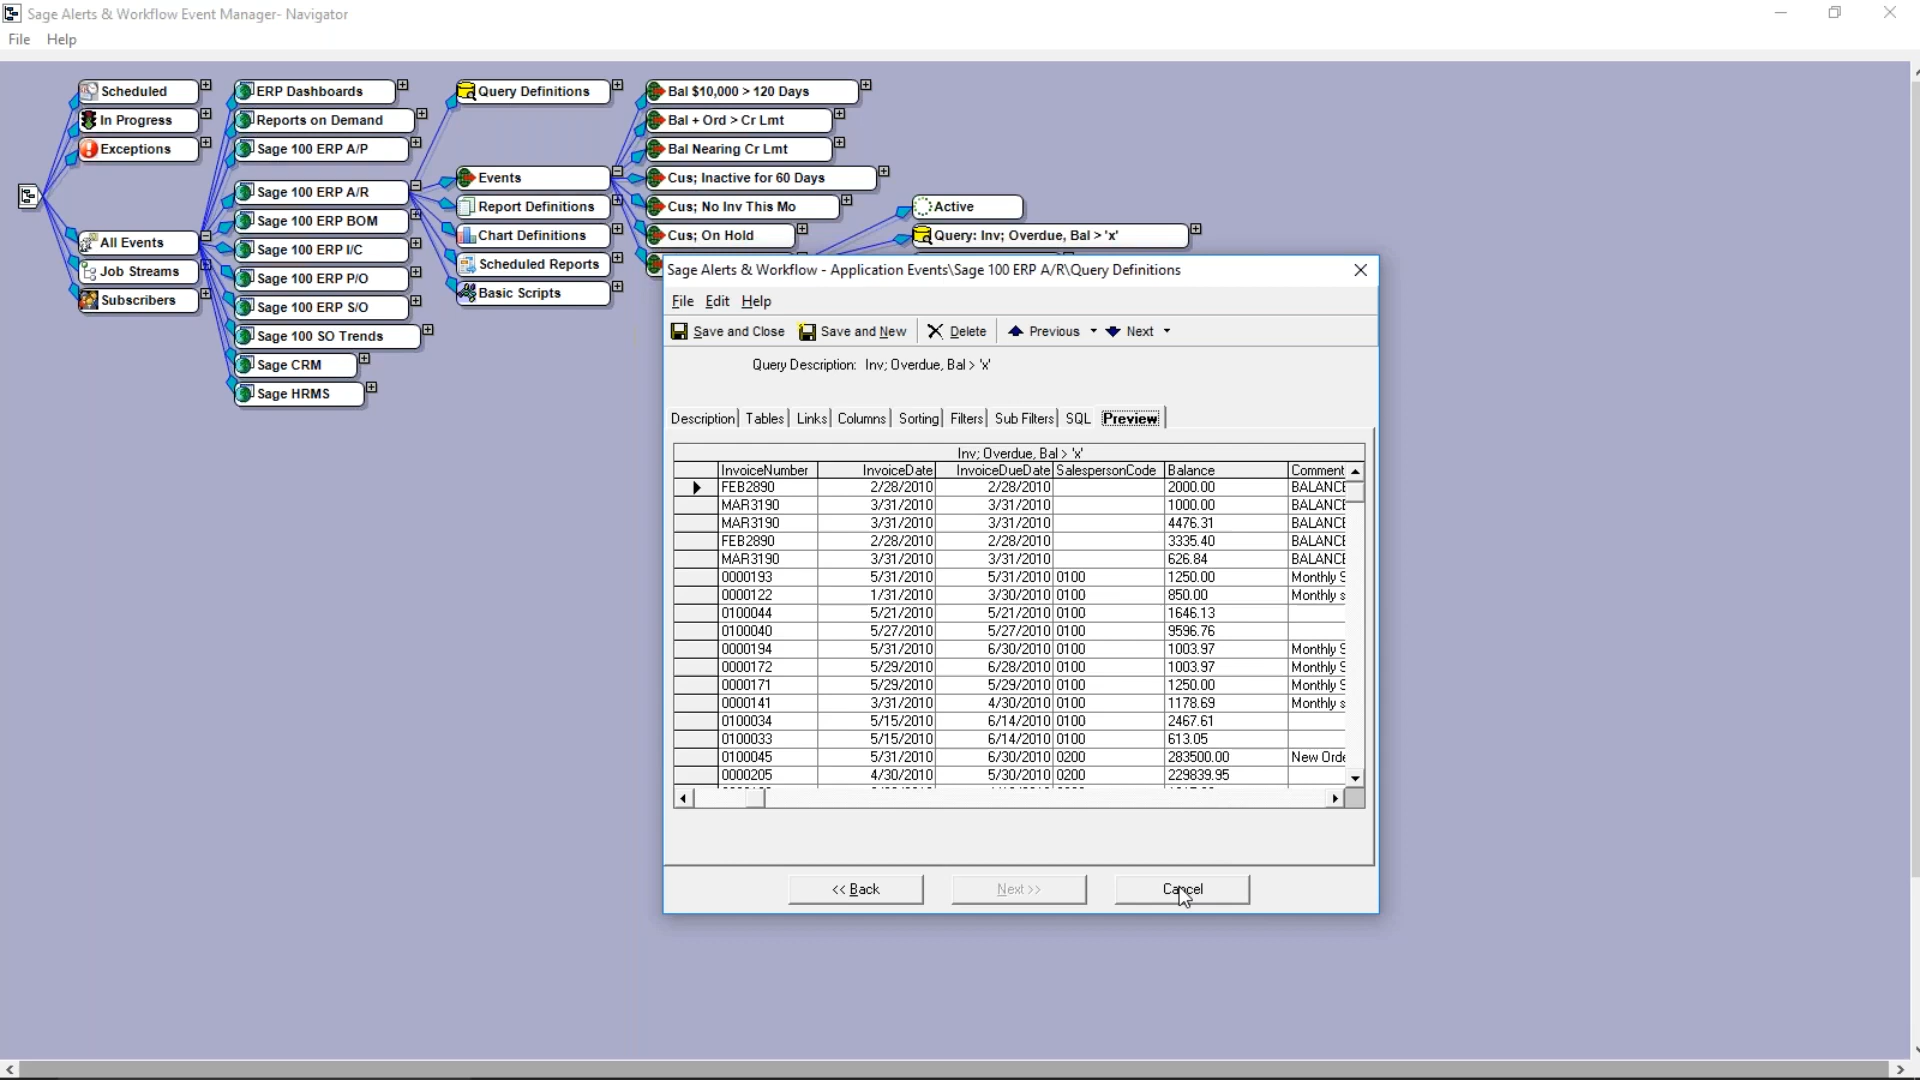 Sage Alerts & Workflow Event Manager- Navigator
File Help
Scheduled
In Progress
Exceptions
All Events
Job Streams
Subscribers
ERP Dashboards
Reports on Demand
Sage 100 ERP A/P
Sage 100 ERP A/R
Sage 100 ERP BOM
Sage 100 ERP I/C
Sage 100 ERP P/O
Sage 100 ERP S/O
Sage 100 SO Trends
Sage CRM
Sage HRMS
Query Definitions
Events
Report Definitions
Chart Definitions
Scheduled Reports
Basic Scripts
Bal $10,000 > 120 Days
Bal + Ord > Cr Lmt
Bal Nearing Cr Lmt
Cus; Inactive for 60 Days
Cus; No Inv This Mo
Cus; On Hold
Active
Query: Inv; Overdue, Bal > 'x'
Sage Alerts & Workflow - Application Events\Sage 100 ERP A/R\Query Definitions
File Edit Help
Save and Close Save and New Delete Previous Next
Query Description: Inv; Overdue, Bal > 'x'
Description Tables Links Columns Sorting Filters Sub Filters SQL Preview
Inv; Overdue, Bal > 'x'
InvoiceNumber InvoiceDate InvoiceDueDate SalespersonCode Balance Comment
FEB2890 2/28/2010 2/28/2010 2000.00 BALANCE
MAR3190 3/31/2010 3/31/2010 1000.00 BALANCE
MAR3190 3/31/2010 3/31/2010 4476.31 BALANCE
FEB2890 2/28/2010 2/28/2010 3335.40 BALANCE
MAR3190 3/31/2010 3/31/2010 626.84 BALANCE
0000193 5/31/2010 5/31/2010 0100 1250.00 Monthly S
0000122 1/31/2010 3/30/2010 0100 850.00 Monthly s
0100044 5/21/2010 5/21/2010 0100 1646.13
0100040 5/27/2010 5/27/2010 0100 9596.76
0000194 5/31/2010 6/30/2010 0100 1003.97 Monthly S
0000172 5/29/2010 6/28/2010 0100 1003.97 Monthly S
0000171 5/29/2010 5/29/2010 0100 1250.00 Monthly S
0000141 3/31/2010 4/30/2010 0100 1178.69 Monthly s
0100034 5/15/2010 6/14/2010 0100 2467.61
0100033 5/15/2010 6/14/2010 0100 613.05
0100045 5/31/2010 6/30/2010 0200 283500.00 New Orde
0000205 4/30/2010 5/30/2010 0200 229839.95
<< Back Next >> Cancel